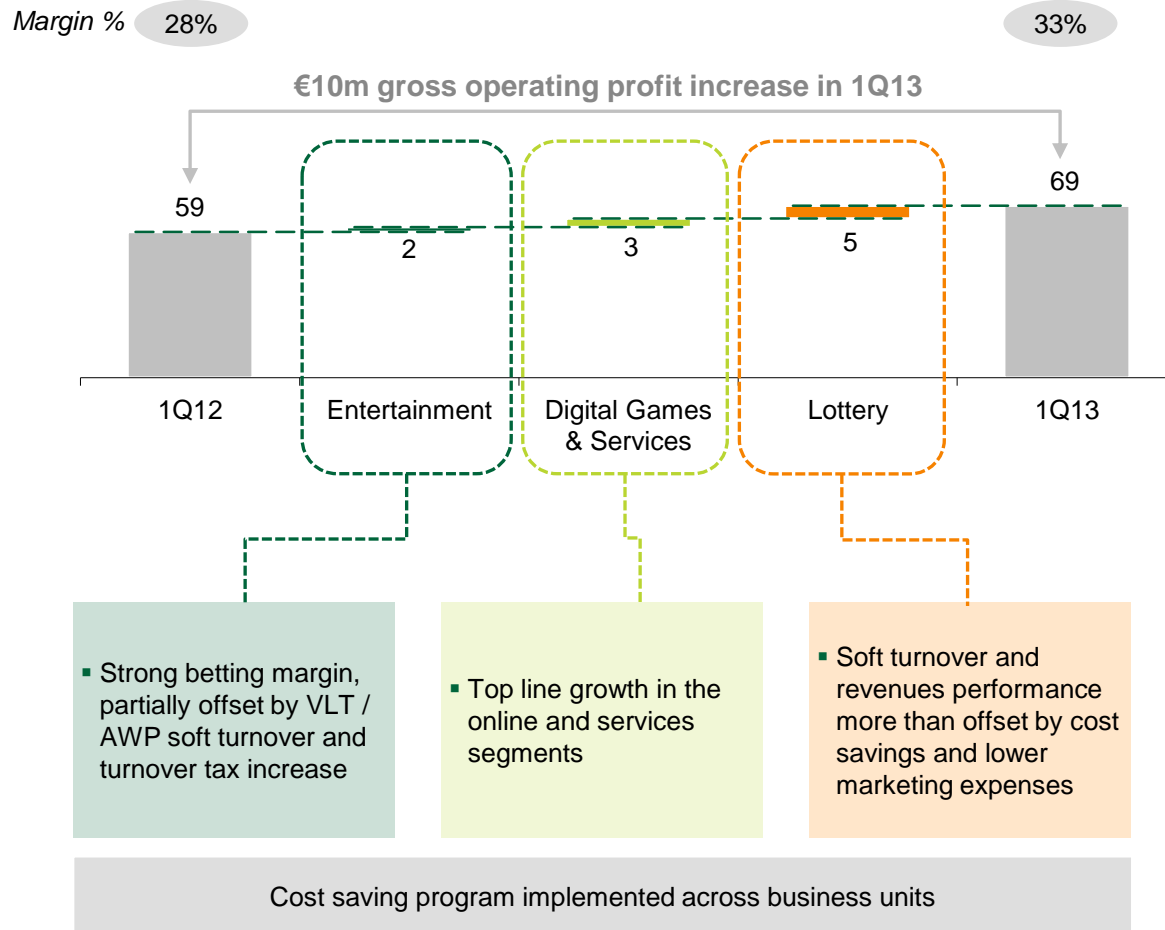 Margin % 28% 33%
€10m gross operating profit increase in 1Q13
59
2
3
5
69
1Q12
Entertainment
Digital Games
& Services
Lottery
1Q13
▪ Strong betting margin,
partially offset by VLT /
AWP soft turnover and
turnover tax increase
▪ Top line growth in the
online and services
segments
▪ Soft turnover and
revenues performance
more than offset by cost
savings and lower
marketing expenses
Cost saving program implemented across business units